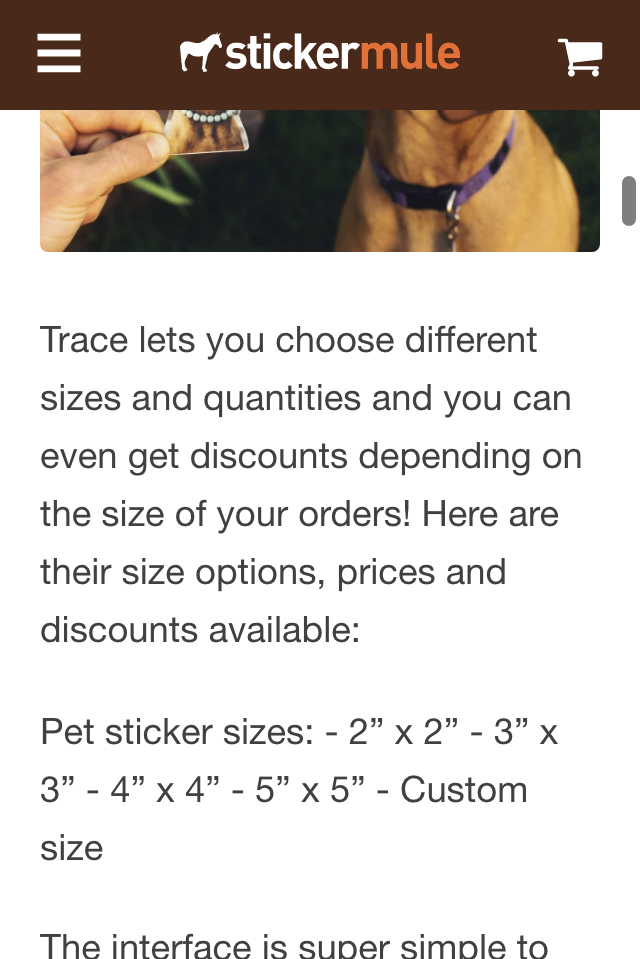 stickermule
Trace lets you choose different
sizes and quantities and you can
even get discounts depending on
the size of your orders! Here are
their size options, prices and
discounts available:
Pet sticker sizes: - 2” x 2” - 3” x
3” - 4” x 4” - 5” x 5” - Custom
size
The interface is super simple to